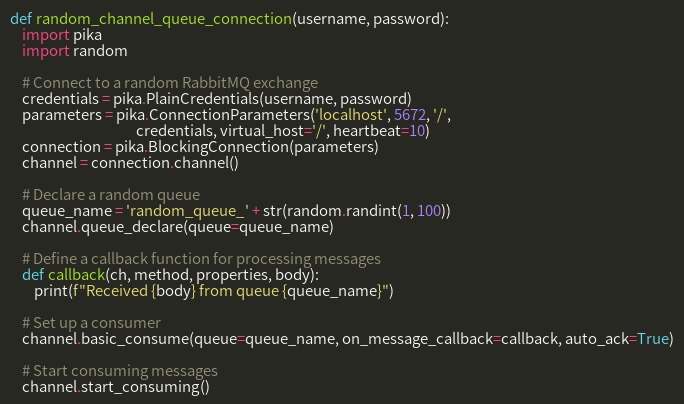 def random_channel_queue_connection(username, password):
    import pika
    import random

    # Connect to a random RabbitMQ exchange
    credentials = pika.PlainCredentials(username, password)
    parameters = pika.ConnectionParameters('localhost', 5672, '/',
                                           credentials, virtual_host='/', heartbeat=10)
    connection = pika.BlockingConnection(parameters)
    channel = connection.channel()

    # Declare a random queue
    queue_name = 'random_queue_' + str(random.randint(1, 100))
    channel.queue_declare(queue=queue_name)

    # Define a callback function for processing messages
    def callback(ch, method, properties, body):
        print(f"Received {body} from queue {queue_name}")

    # Set up a consumer
    channel.basic_consume(queue=queue_name, on_message_callback=callback, auto_ack=True)

    # Start consuming messages
    channel.start_consuming()